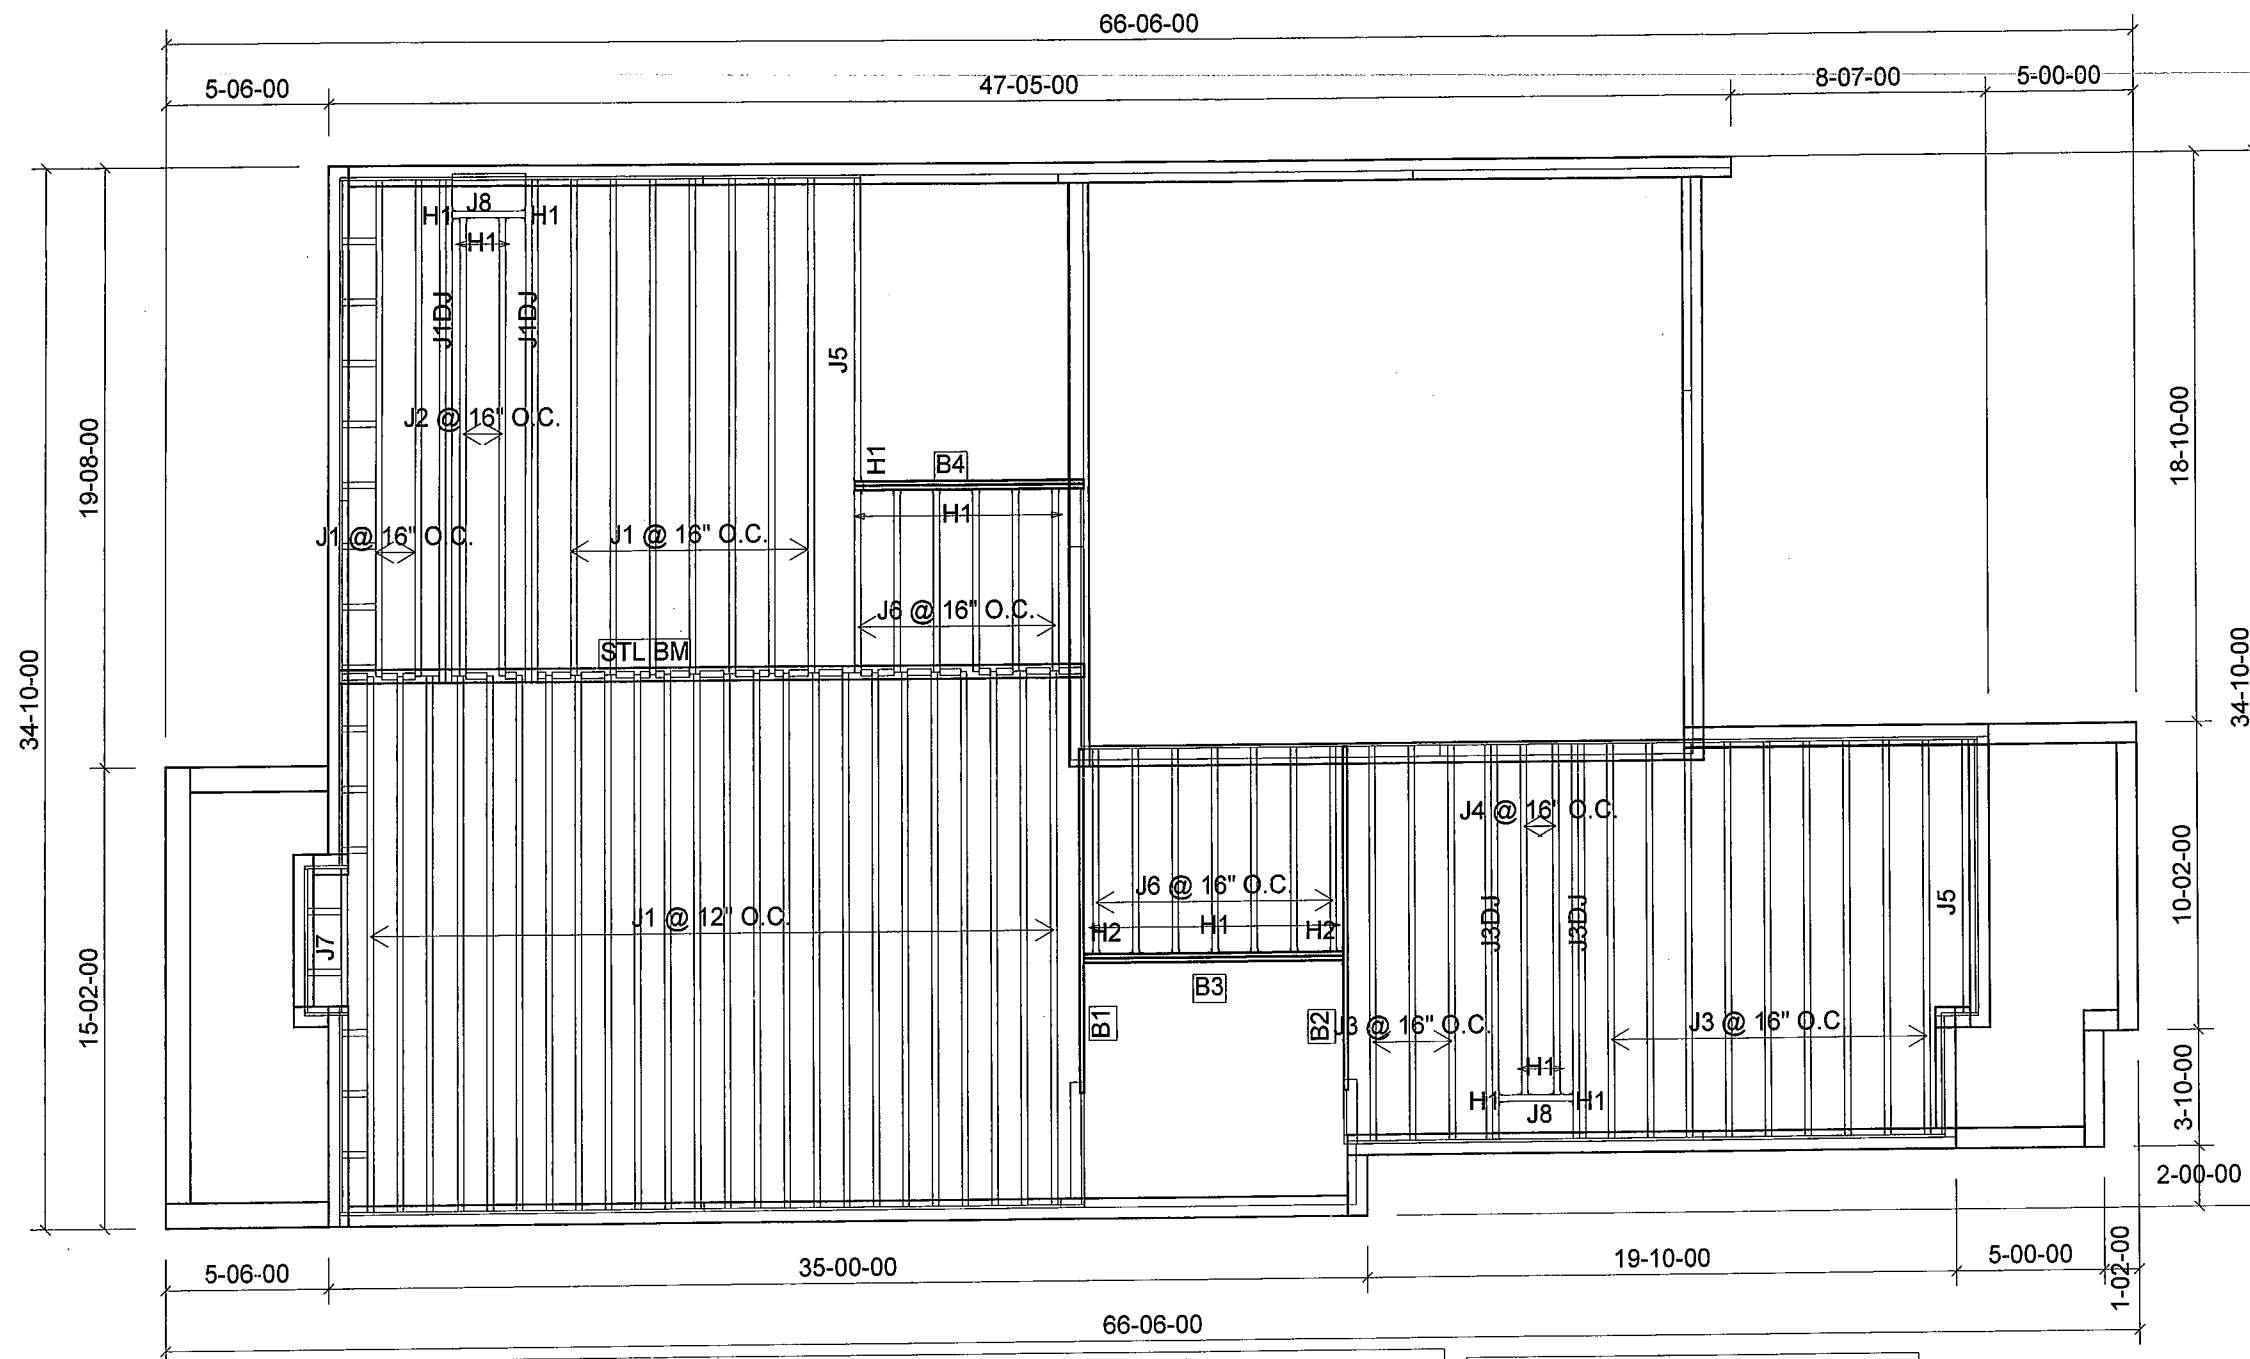 66-06-00
5-06-00
47-05-00
8-07-00
5-00-00
J8
H1
H1
H1
J1DJ
J1DJ
J5
J2 @ 16" O.C.
19-08-00
18-10-00
H1
B4
H1
J1 @ 16" O.C.
J1 @ 16" O.C.
J6 @ 16" O.C.
STL BM
34-10-00
34-10-00
J4 @ 16" O.C.
10-02-00
J6 @ 16" O.C.
J1 @ 12" O.C.
J7
H2
H1
H2
J3DJ
J3DJ
J5
15-02-00
B3
B1
B2
J3 @ 16" O.C.
J3 @ 16" O.C.
H1
H1
H1
J8
3-10-00
2-00-00
5-06-00
35-00-00
19-10-00
5-00-00
1-02-00
66-06-00